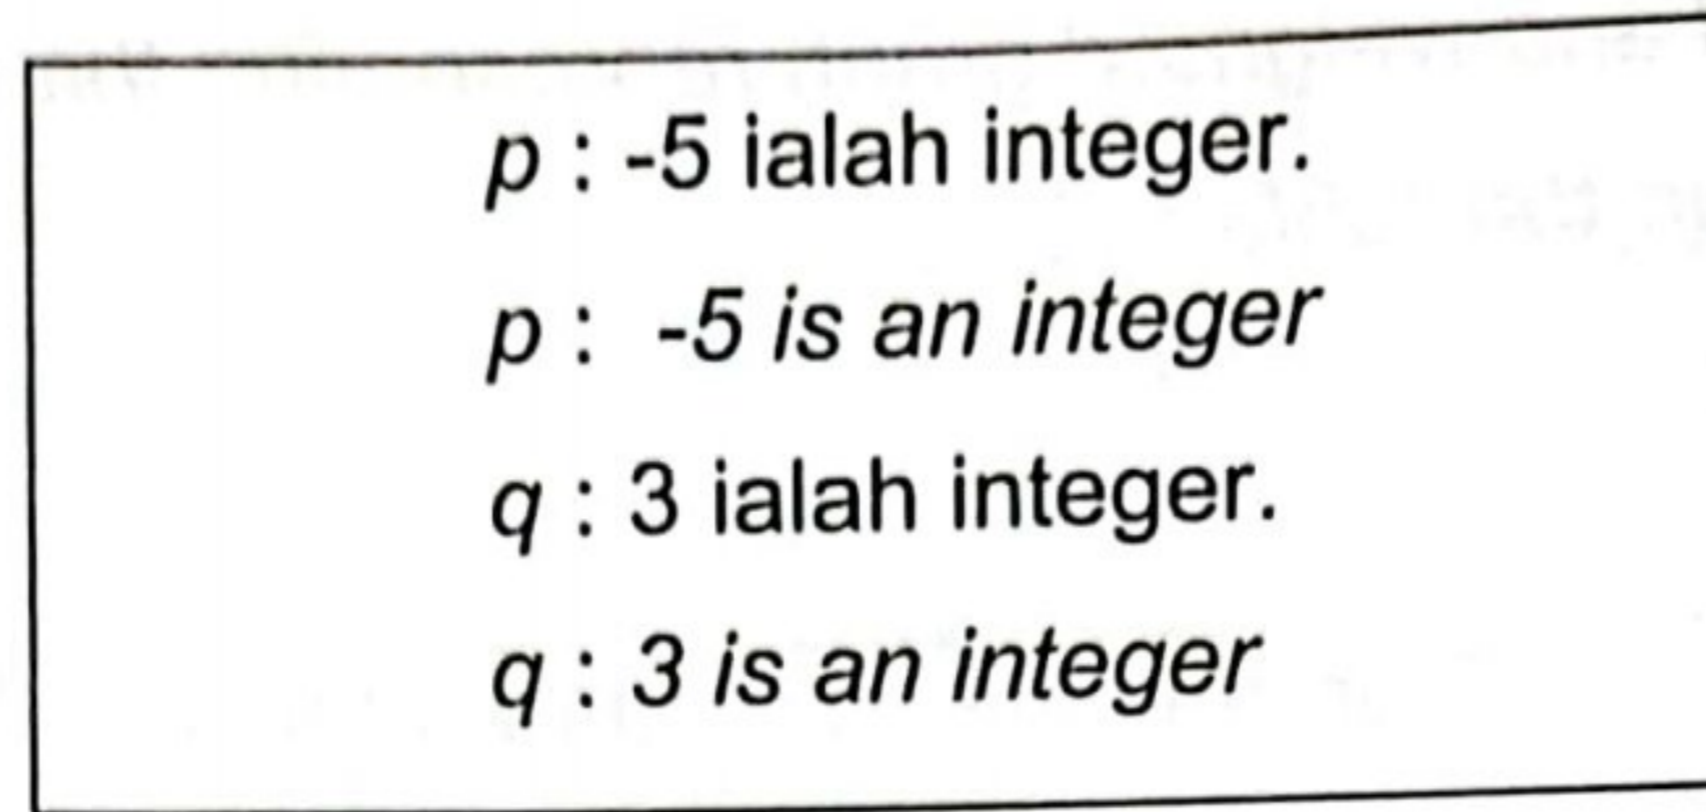 p : -5 ialah integer.
p : -5 is an integer
q : 3 ialah integer.
q : 3 is an integer